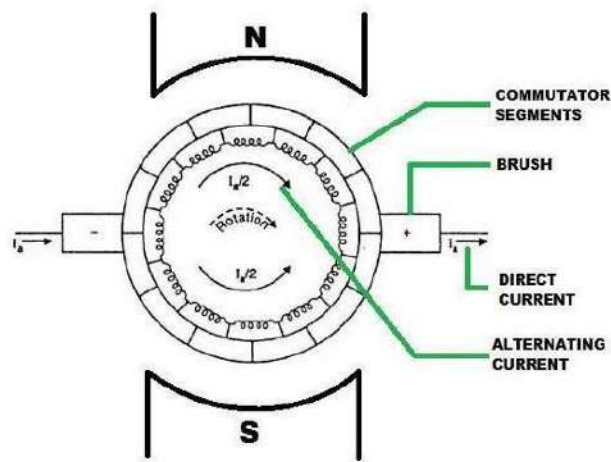 N
COMMUTATOR
SEGMENTS
BRUSH
Ia/2
Rotation
Ia
−
+
Ia
Ia/2
DIRECT
CURRENT
ALTERNATING
CURRENT
S